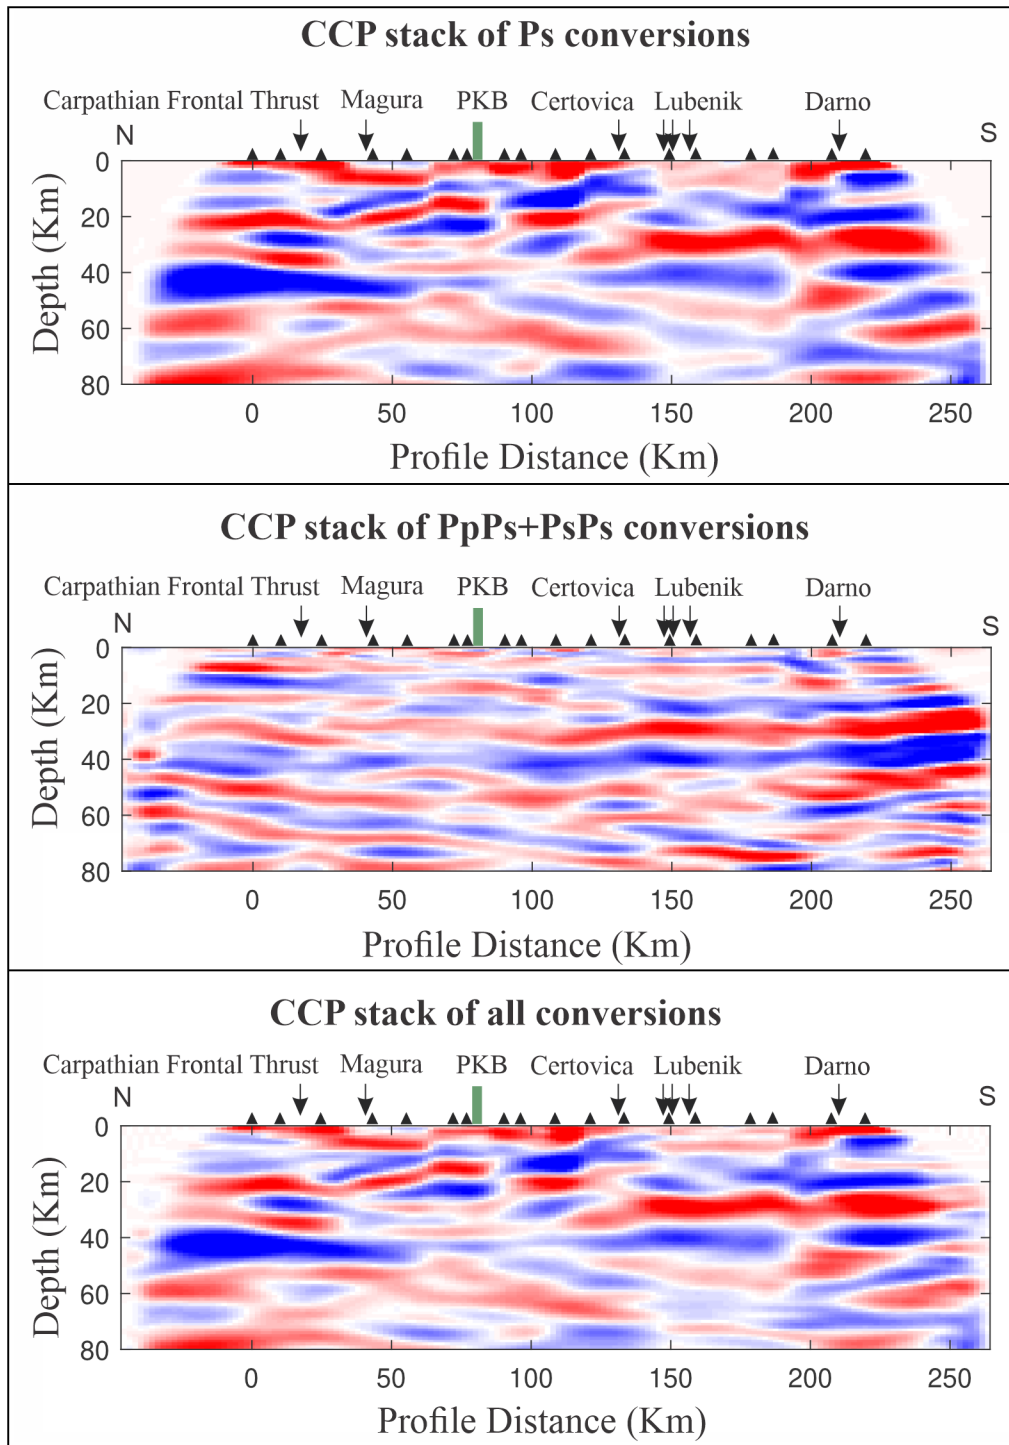 CCP stack of Ps conversions
Carpathian Frontal Thrust Magura PKB Certovica Lubenik Darno
N S
0
20
40
60
80
Depth (Km)
0 50 100 150 200 250
Profile Distance (Km)
CCP stack of PpPs+PsPs conversions
Carpathian Frontal Thrust Magura PKB Certovica Lubenik Darno
N S
0
20
40
60
80
Depth (Km)
0 50 100 150 200 250
Profile Distance (Km)
CCP stack of all conversions
Carpathian Frontal Thrust Magura PKB Certovica Lubenik Darno
N S
0
20
40
60
80
Depth (Km)
0 50 100 150 200 250
Profile Distance (Km)